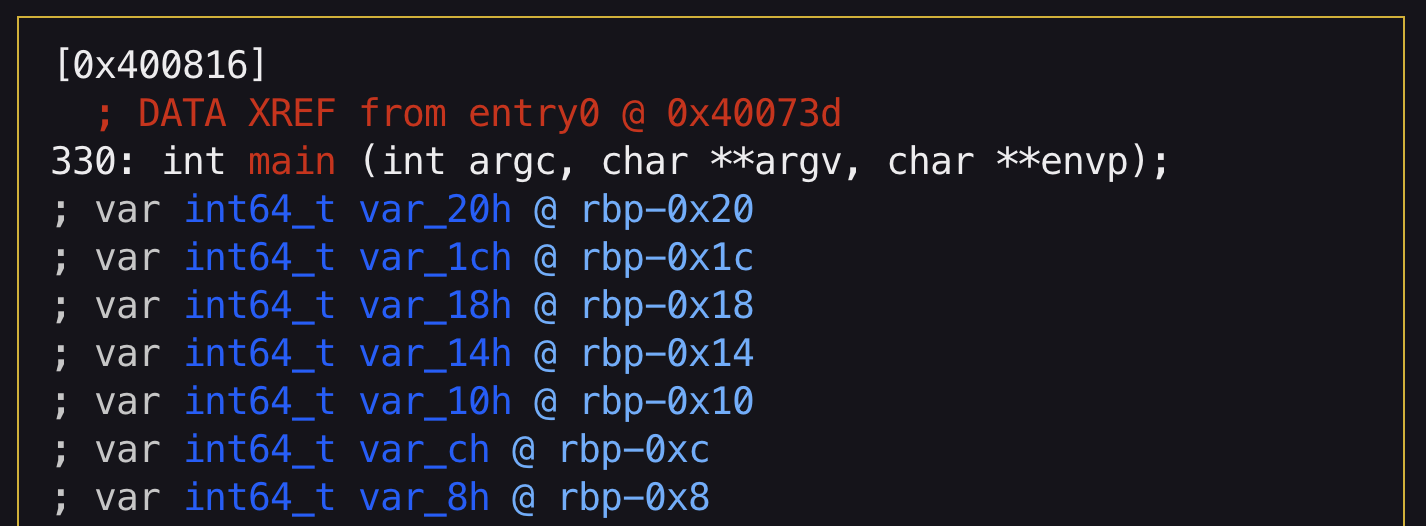 [0x400816]
; DATA XREF from entry0 @ 0x40073d
330: int main (int argc, char **argv, char **envp);
; var int64_t var_20h @ rbp-0x20
; var int64_t var_1ch @ rbp-0x1c
; var int64_t var_18h @ rbp-0x18
; var int64_t var_14h @ rbp-0x14
; var int64_t var_10h @ rbp-0x10
; var int64_t var_ch @ rbp-0xc
; var int64_t var_8h @ rbp-0x8